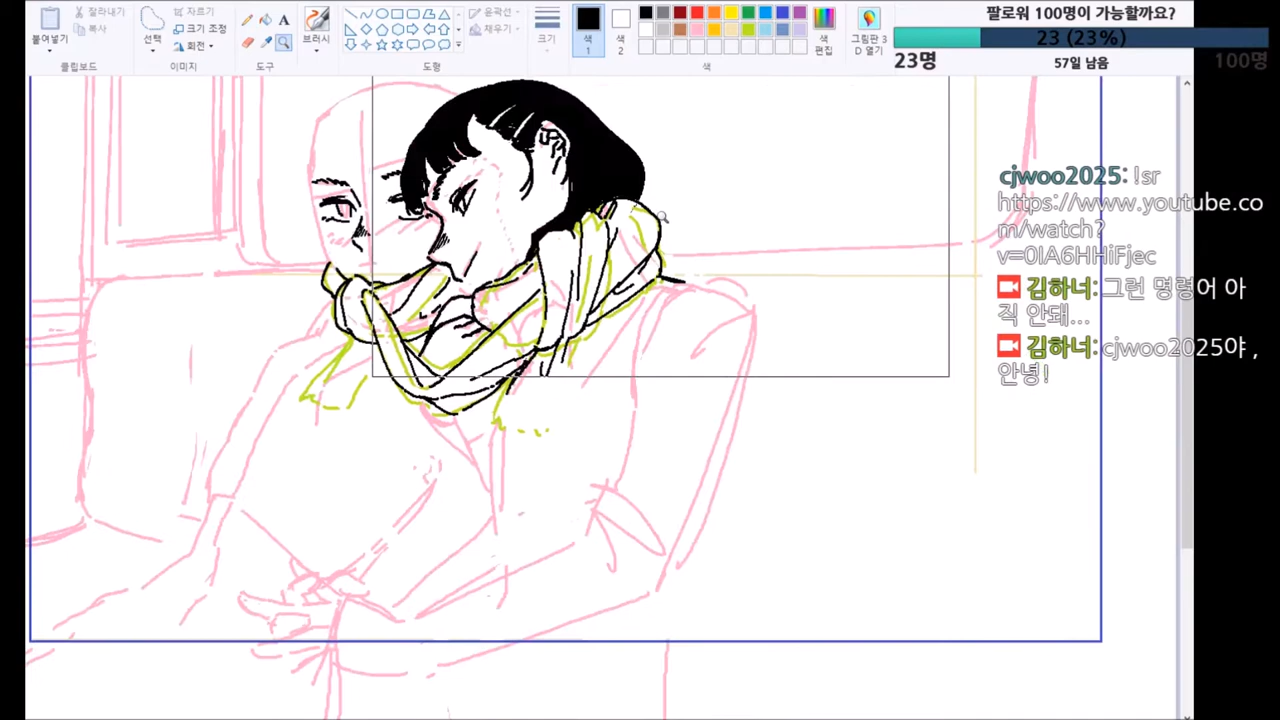 붙여넣기
잘라내기
복사
클립보드
선택
자르기
크기 조정
회전
이미지
A
도구
브러시
도형
윤곽선
채우기
크기
색
1
색
2
색
색
편집
그림판 3
D 열기
팔로워 100명이 가능할까요?
23 (23%)
23명
57일 남음
100명
cjwoo2025: !sr
https://www.youtube.co
m/watch?
v=0IA6HHiFjec
김하너: 그런 명령어 아
직 안돼...
김하너: cjwoo2025야 ,
안녕!